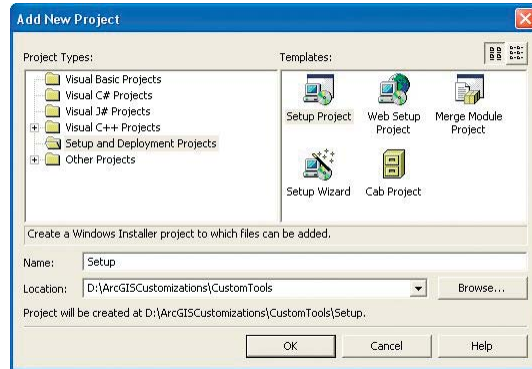 Add New Project
Project Types:
Templates:
Visual Basic Projects
Visual C# Projects
Visual J# Projects
Visual C++ Projects
Setup and Deployment Projects
Other Projects
Setup Project
Web Setup Project
Merge Module Project
Setup Wizard
Cab Project
Create a Windows Installer project to which files can be added.
Name: Setup
Location: D:\ArcGISCustomizations\CustomTools Browse...
Project will be created at D:\ArcGISCustomizations\CustomTools\Setup.
OK Cancel Help